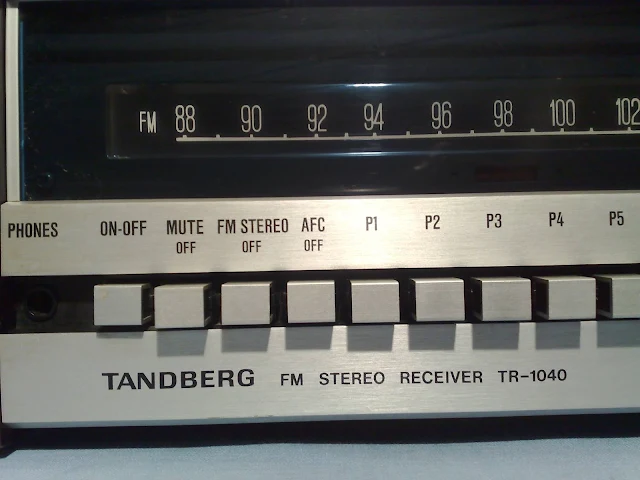 FM 88 90 92 94 96 98 100 102
PHONES ON-OFF MUTE FM STEREO AFC P1 P2 P3 P4 P5
OFF OFF OFF
TANDBERG FM STEREO RECEIVER TR-1040